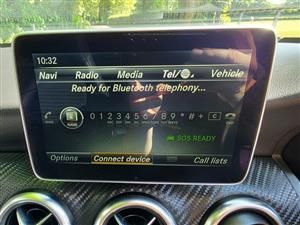 10:32
Navi Radio Media Tel/ Vehicle
Ready for Bluetooth telephony...
0 1 2 3 4 5 6 7 8 9 * # + C
SOS READY
Options Connect device Call lists